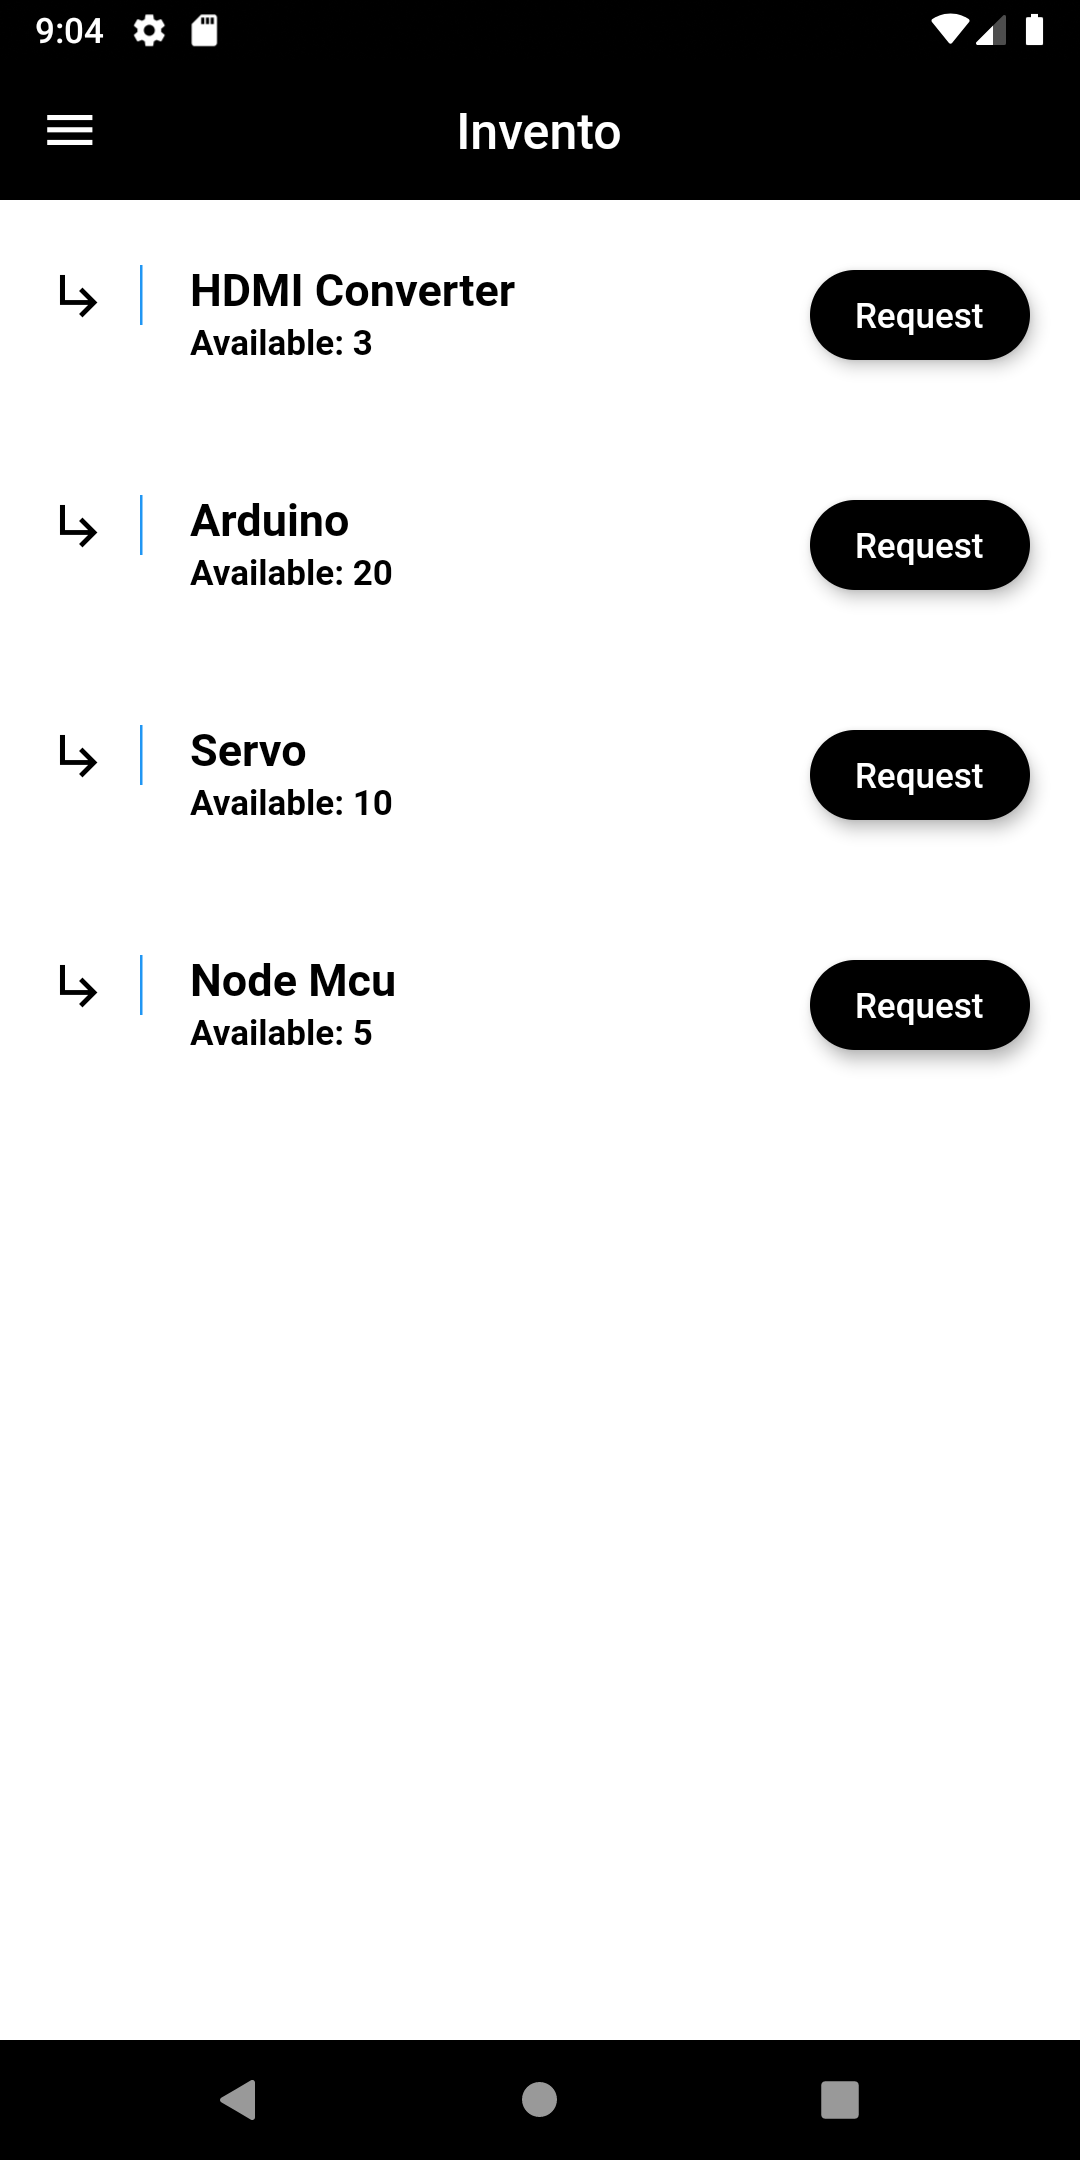 9:04
Invento
HDMI Converter
Available: 3
Request
Arduino
Available: 20
Request
Servo
Available: 10
Request
Node Mcu
Available: 5
Request